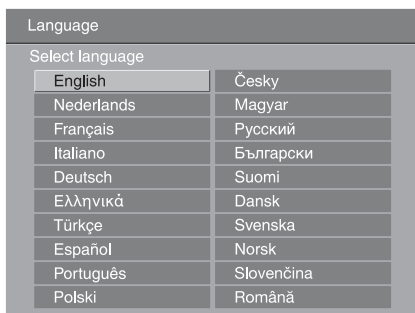 Language
Select language
English Česky
Nederlands Magyar
Français Русский
Italiano Български
Deutsch Suomi
Ελληνικά Dansk
Türkçe Svenska
Español Norsk
Português Slovenčina
Polski Română